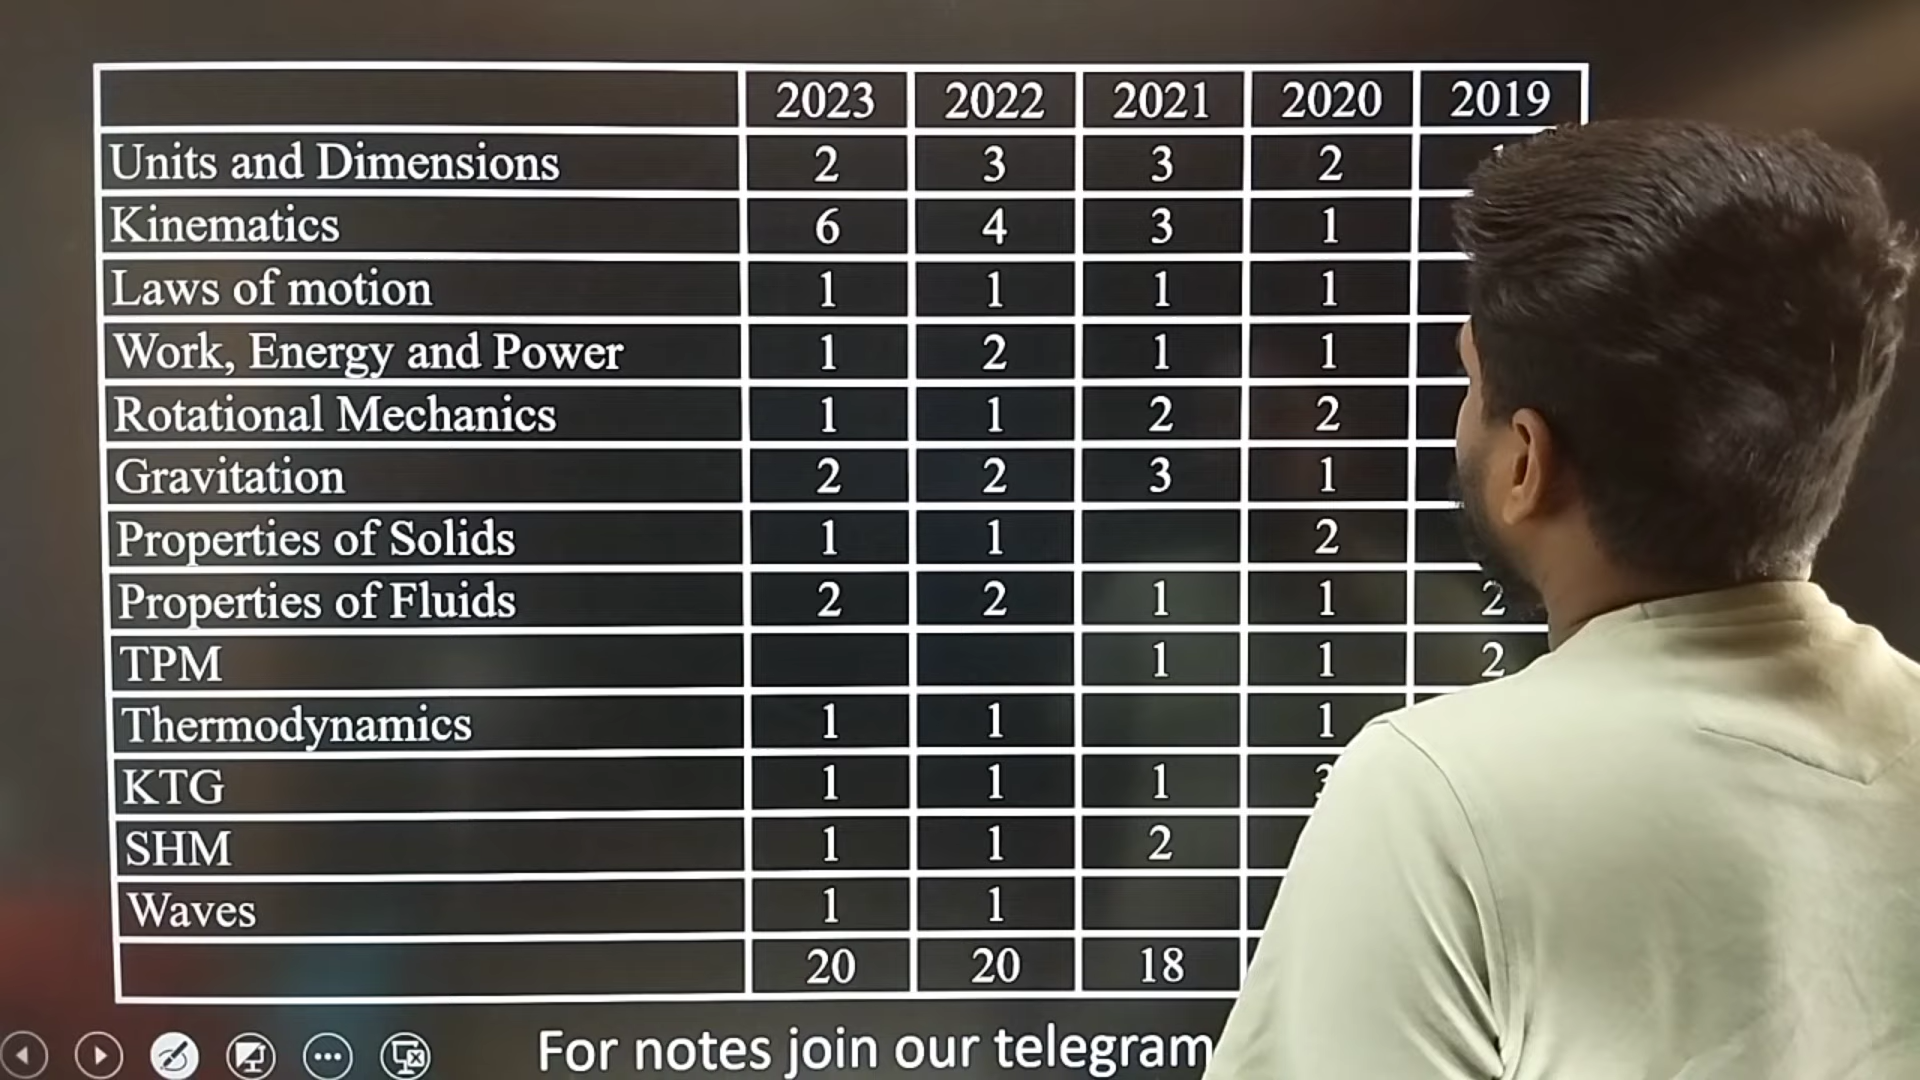 2023 2022 2021 2020 2019
Units and Dimensions 2 3 3 2
Kinematics 6 4 3 1
Laws of motion 1 1 1 1
Work, Energy and Power 1 2 1 1
Rotational Mechanics 1 1 2 2
Gravitation 2 2 3 1
Properties of Solids 1 1 2
Properties of Fluids 2 2 1 1 2
TPM 1 1 2
Thermodynamics 1 1 1
KTG 1 1 1 3
SHM 1 1 2
Waves 1 1
20 20 18
For notes join our telegram